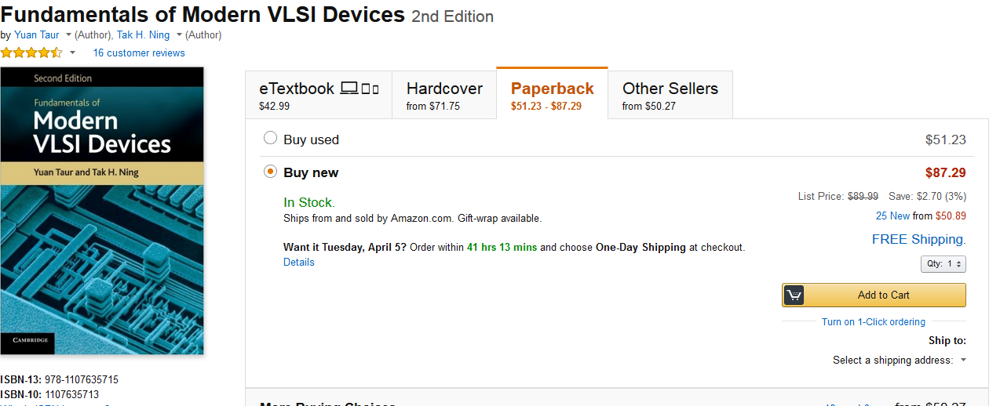 Fundamentals of Modern VLSI Devices 2nd Edition
by Yuan Taur (Author), Tak H. Ning (Author)
16 customer reviews
Second Edition
Fundamentals of
Modern
VLSI Devices
Yuan Taur and Tak H. Ning
CAMBRIDGE
ISBN-13: 978-1107635715
ISBN-10: 1107635713
eTextbook
$42.99
Hardcover
from $71.75
Paperback
$51.23 - $87.29
Other Sellers
from $50.27
Buy used $51.23
Buy new $87.29
List Price: $89.99 Save: $2.70 (3%)
25 New from $50.89
FREE Shipping.
In Stock.
Ships from and sold by Amazon.com. Gift-wrap available.
Want it Tuesday, April 5? Order within 41 hrs 13 mins and choose One-Day Shipping at checkout.
Details
Qty: 1
Add to Cart
Turn on 1-Click ordering
Ship to:
Select a shipping address:
More Buying Choices